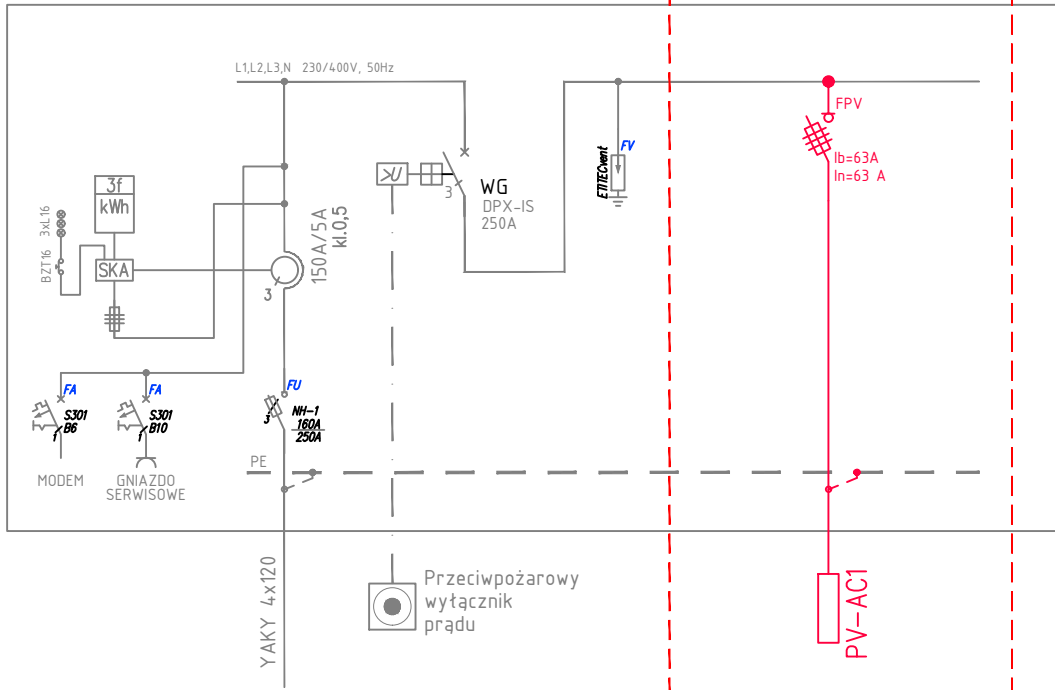 L1,L2,L3,N 230/400V, 50Hz
3f
kWh
3xL16
BZT16
SKA
3
150A/5A
kl.0,5
>U
3
WG
DPX-IS
250A
ETITECvent
FV
FPV
Ib=63A
In=63 A
FA
S301
B6
1
MODEM
FA
S301
B10
1
GNIAZDO
SERWISOWE
FU
NH-1
160A
250A
3
PE
YAKY 4x120
Przeciwpożarowy
wyłącznik
prądu
PV-AC1